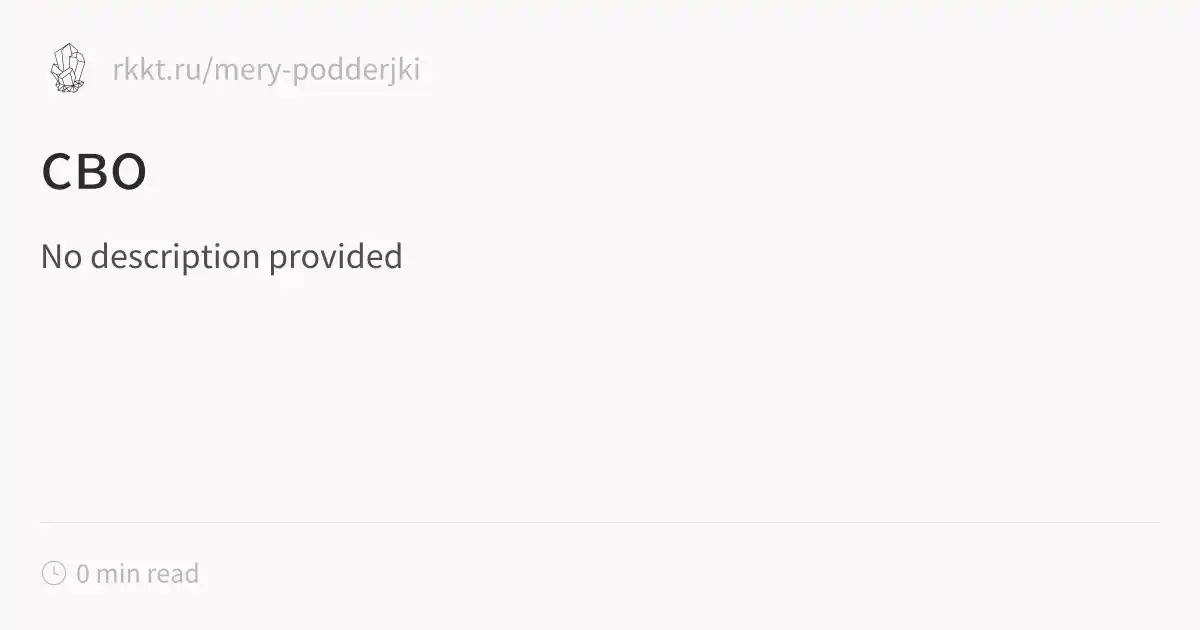 rkkt.ru/mery-podderjki
СВО
No description provided
0 min read